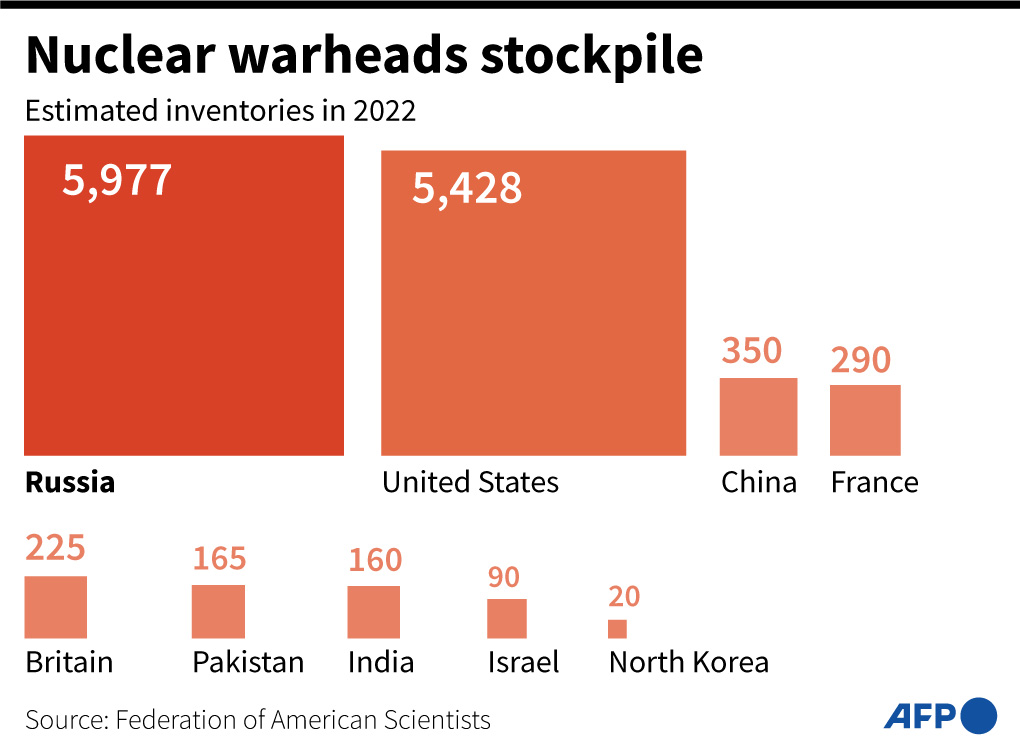 Nuclear warheads stockpile
Estimated inventories in 2022
5,977
5,428
350
290
Russia
United States
China
France
225
165
160
90
20
Britain
Pakistan
India
Israel
North Korea
Source: Federation of American Scientists
AFP